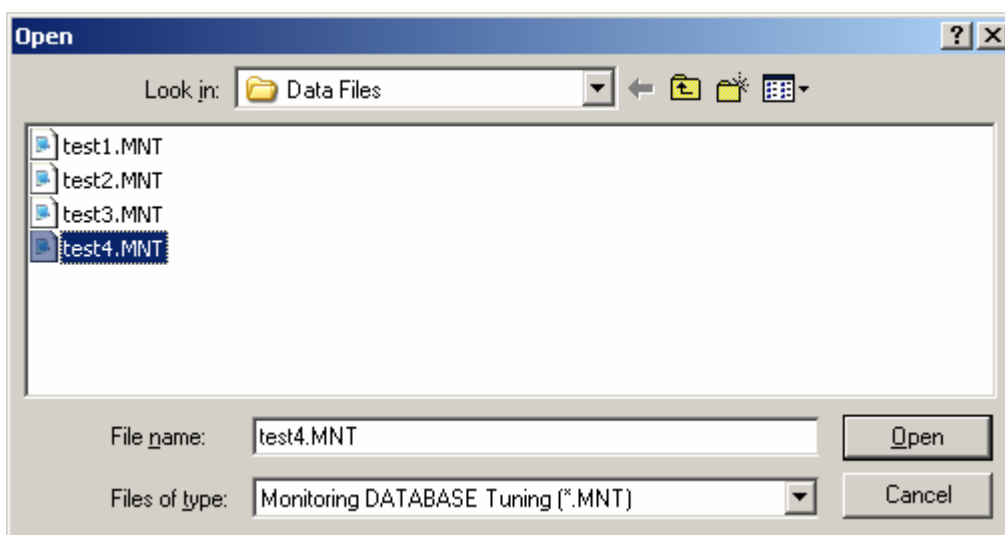 Open
Look in: Data Files
test1.MNT
test2.MNT
test3.MNT
test4.MNT
File name: test4.MNT Open
Files of type: Monitoring DATABASE Tuning (*.MNT) Cancel